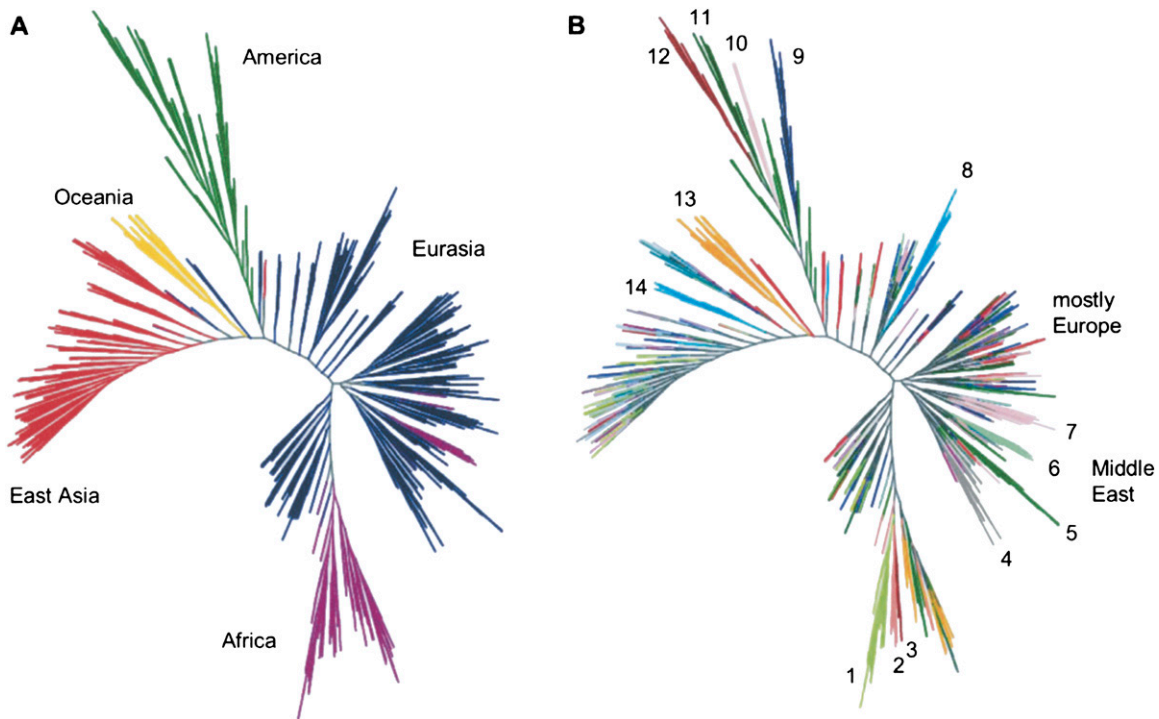 A
America
Oceania
Eurasia
East Asia
Africa
B
11
10
12
9
8
13
14
mostly
Europe
7
6
Middle
East
5
4
3
2
1